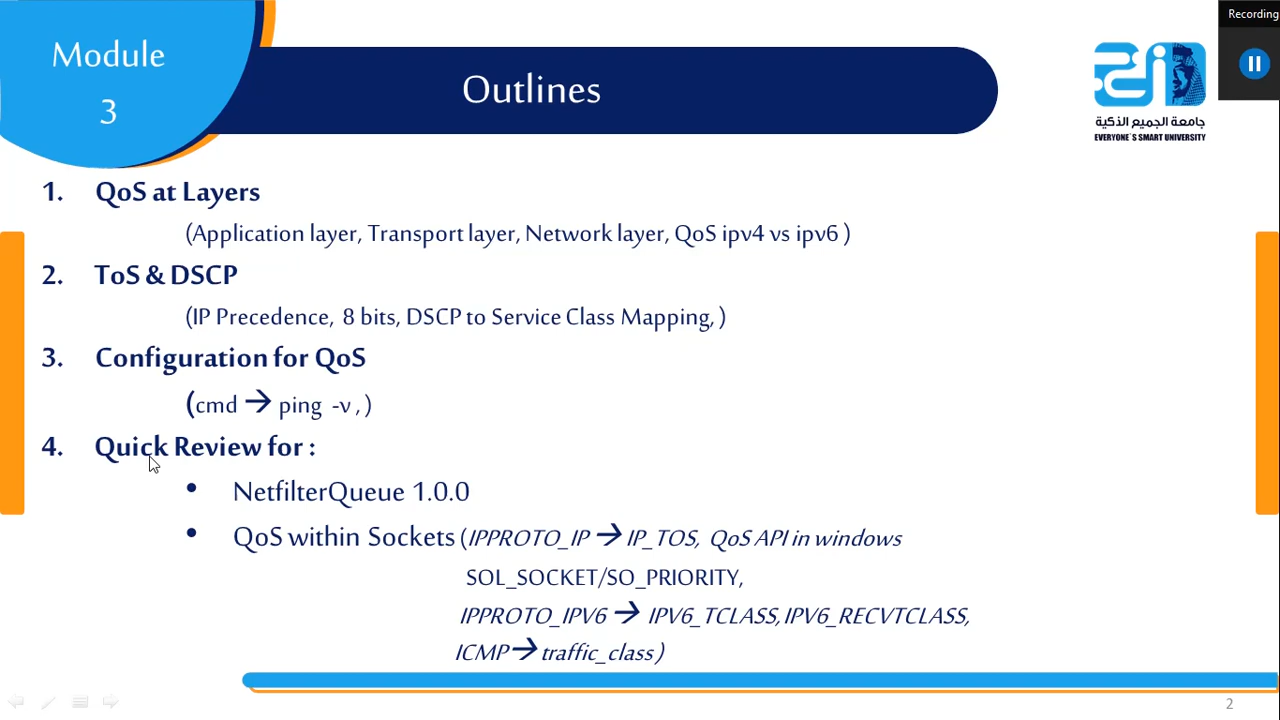 Recording
Module
3
Outlines
جامعة الجميع الذكية
EVERYONE`S SMART UNIVERSITY
1. QoS at Layers
(Application layer, Transport layer, Network layer, QoS ipv4 vs ipv6 )
2. ToS & DSCP
(IP Precedence, 8 bits, DSCP to Service Class Mapping, )
3. Configuration for QoS
(cmd → ping -v , )
4. Quick Review for :
• NetfilterQueue 1.0.0
• QoS within Sockets (IPPROTO_IP → IP_TOS, QoS API in windows
SOL_SOCKET/SO_PRIORITY,
IPPROTO_IPV6 → IPV6_TCLASS, IPV6_RECVTCLASS,
ICMP → traffic_class )
2